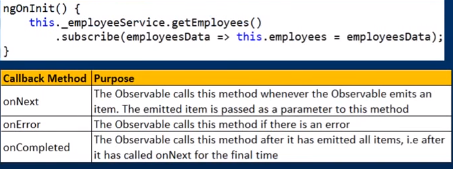 ngOnInit() {
this._employeeService.getEmployees()
.subscribe(employeesData => this.employees = employeesData);
}
Callback Method Purpose
The Observable calls this method whenever the Observable emits an
onNext
item. The emitted item is passed as a parameter to this method
onError The Observable calls this method if there is an error
The Observable calls this method after it has emitted all items, i.e after
onCompleted
it has called onNext for the final time